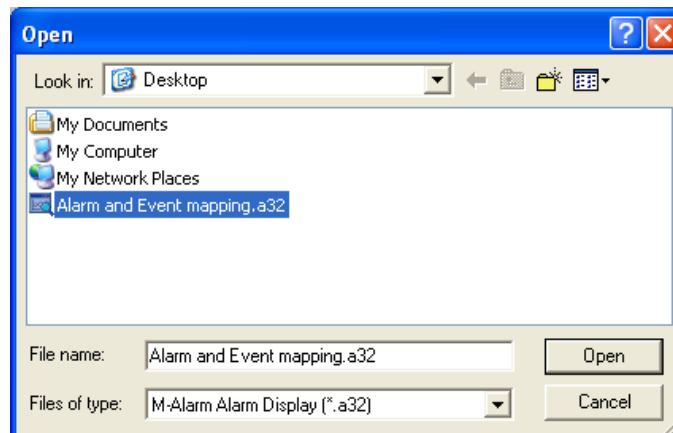 Open
Look in: Desktop
My Documents
My Computer
My Network Places
Alarm and Event mapping.a32
File name: Alarm and Event mapping.a32 Open
Files of type: M-Alarm Alarm Display (*.a32) Cancel